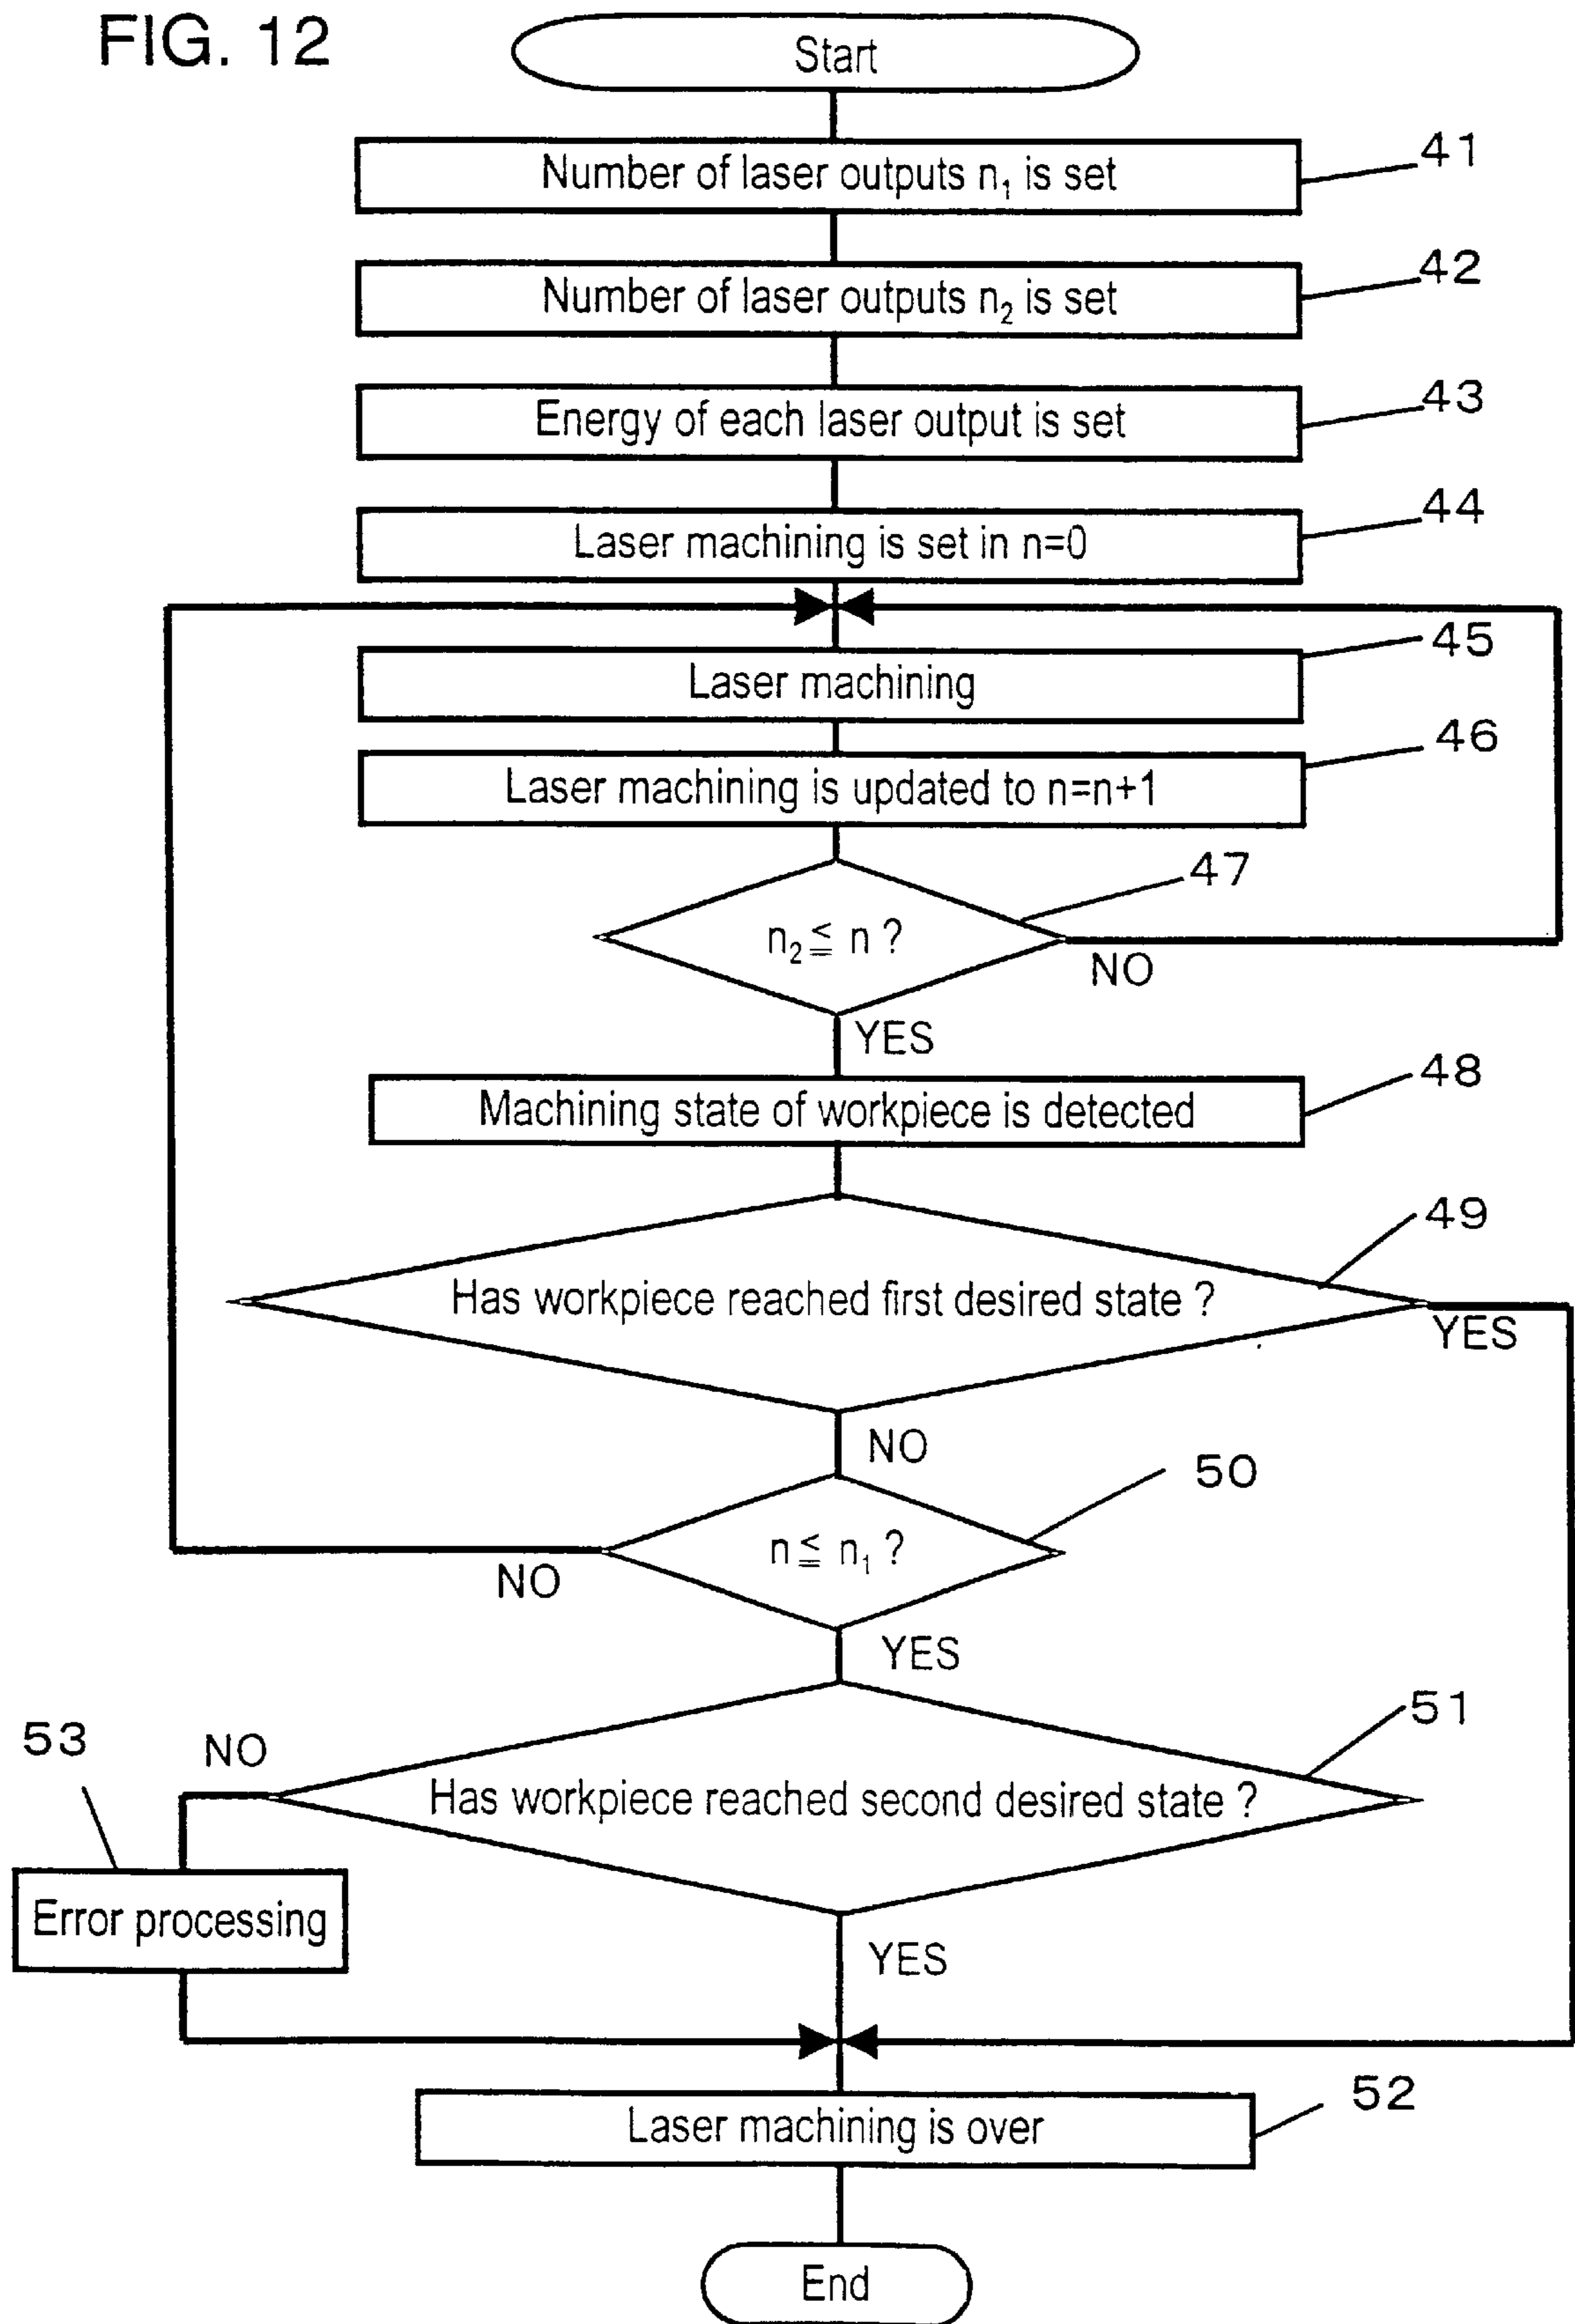 FIG. 12
Start
Number of laser outputs n₁ is set
41
Number of laser outputs n₂ is set
42
Energy of each laser output is set
43
Laser machining is set in n=0
44
Laser machining
45
Laser machining is updated to n=n+1
46
n₂ ≦ n ?
47
NO
YES
Machining state of workpiece is detected
48
Has workpiece reached first desired state ?
49
YES
NO
n ≦ n₁ ?
50
NO
YES
Has workpiece reached second desired state ?
51
NO
53
Error processing
YES
Laser machining is over
52
End